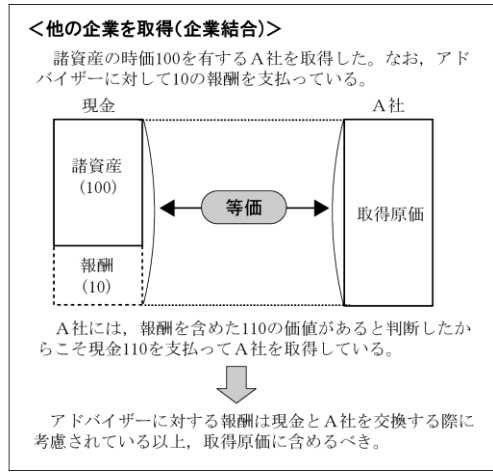 ＜他の企業を取得(企業結合)＞
諸資産の時価100を有するＡ社を取得した。なお，アド
バイザーに対して10の報酬を支払っている。
現金
Ａ社
諸資産
(100)
等価
取得原価
報酬
(10)
Ａ社には，報酬を含めた110の価値があると判断したか
らこそ現金110を支払ってＡ社を取得している。
アドバイザーに対する報酬は現金とＡ社を交換する際に
考慮されている以上，取得原価に含めるべき。